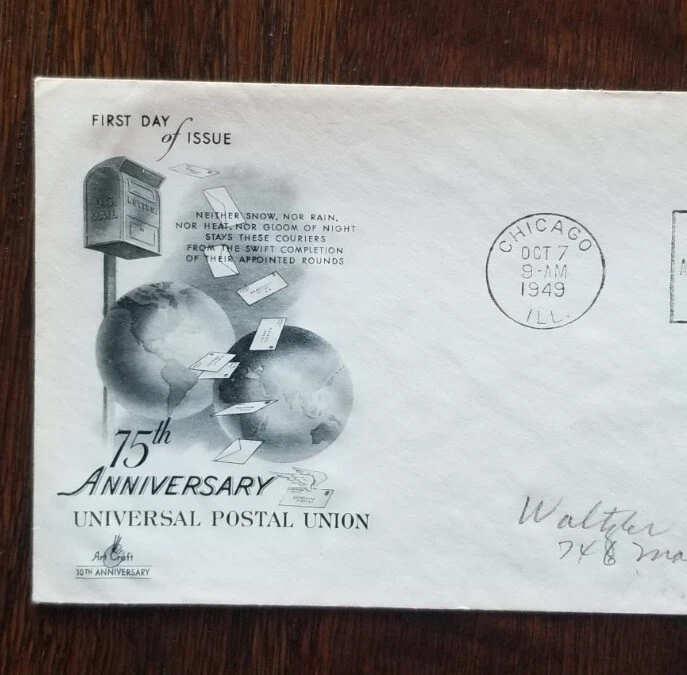 FIRST DAY
of ISSUE
U.S.
MAIL
LETTERS
NEITHER SNOW, NOR RAIN,
NOR HEAT, NOR GLOOM OF NIGHT
STAYS THESE COURIERS
FROM THE SWIFT COMPLETION
OF THEIR APPOINTED ROUNDS
75th
ANNIVERSARY
UNIVERSAL POSTAL UNION
Art Craft
10TH ANNIVERSARY
CHICAGO
OCT 7
9-AM
1949
ILL.
748